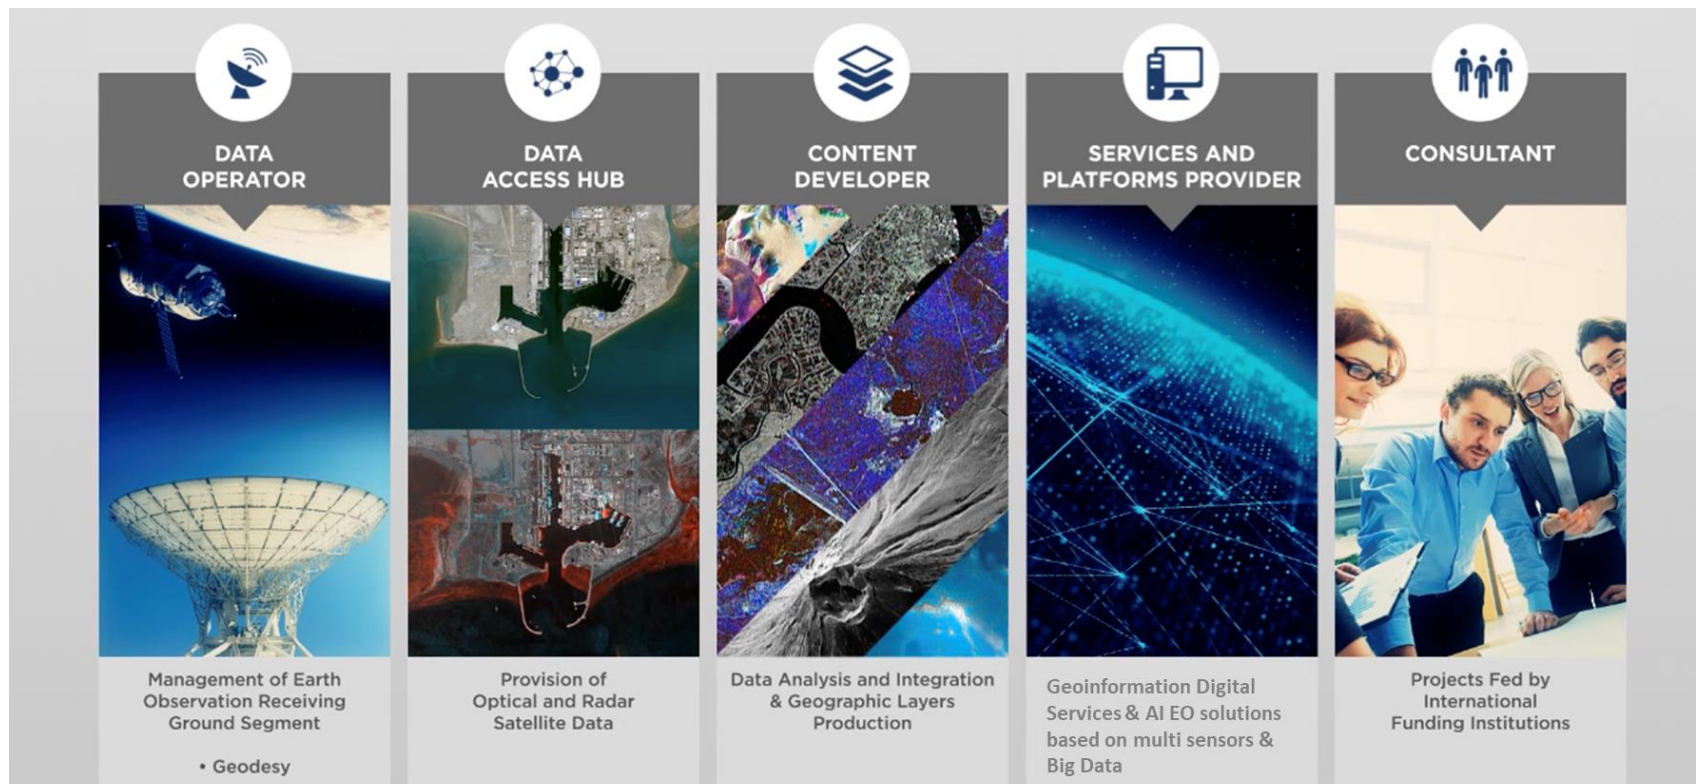 DATA
OPERATOR
Management of Earth
Observation Receiving
Ground Segment
• Geodesy
DATA
ACCESS HUB
Provision of
Optical and Radar
Satellite Data
CONTENT
DEVELOPER
Data Analysis and Integration
& Geographic Layers
Production
SERVICES AND
PLATFORMS PROVIDER
Geoinformation Digital
Services & AI EO solutions
based on multi sensors &
Big Data
CONSULTANT
Projects Fed by
International
Funding Institutions